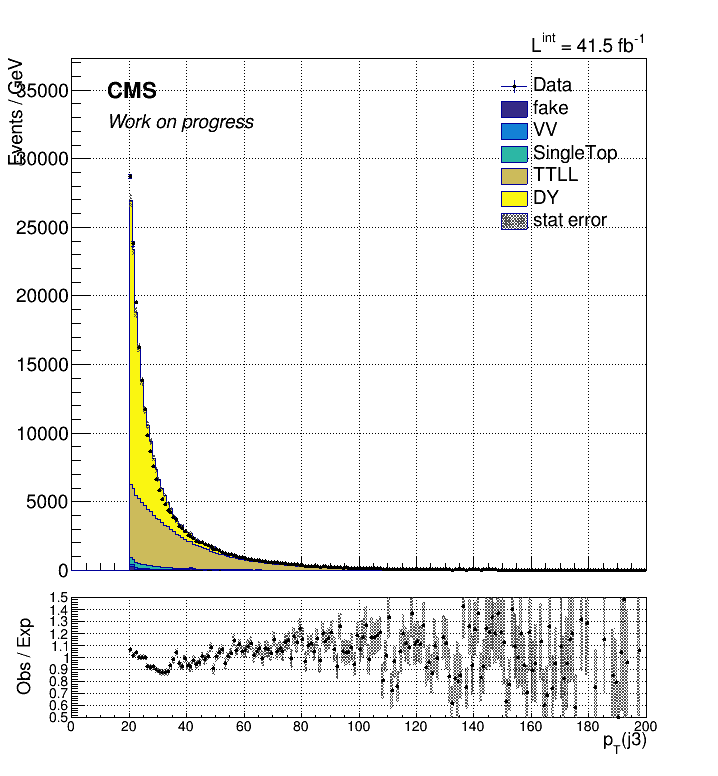 L^int = 41.5 fb^-1
Events / GeV
CMS
Work on progress
Data
fake
VV
SingleTop
TTLL
DY
stat error
35000
30000
25000
20000
15000
10000
5000
0
Obs / Exp
1.5
1.4
1.3
1.2
1.1
1
0.9
0.8
0.7
0.6
0.5
0 20 40 60 80 100 120 140 160 180 200
p_T(j3)